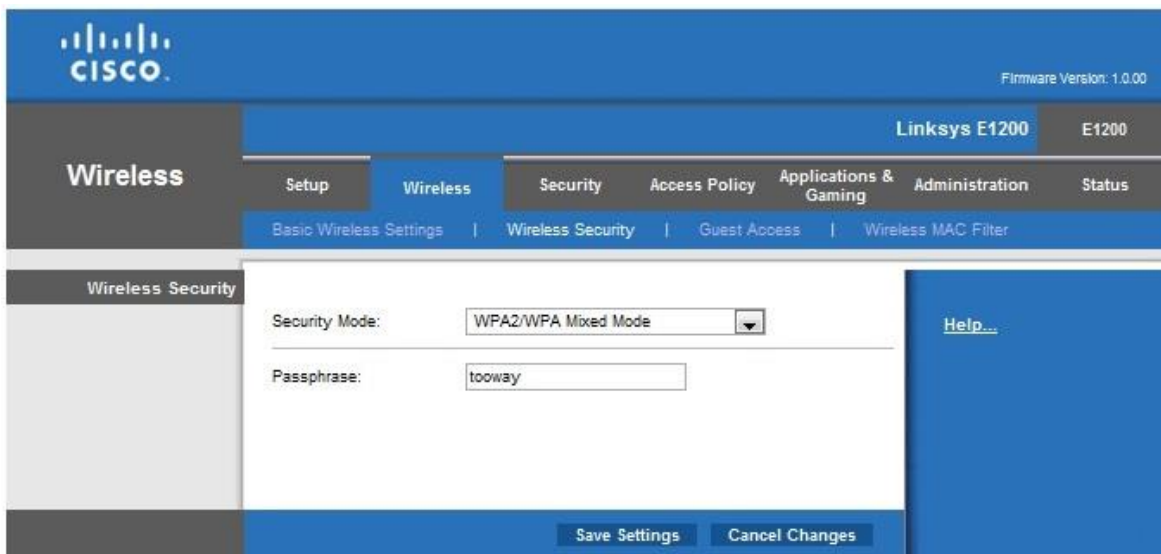 CISCO.
Firmware Version: 1.0.00
Linksys E1200 E1200
Wireless
Setup Wireless Security Access Policy Applications & Gaming Administration Status
Basic Wireless Settings | Wireless Security | Guest Access | Wireless MAC Filter
Wireless Security
Security Mode: WPA2/WPA Mixed Mode
Help...
Passphrase: tooway
Save Settings Cancel Changes